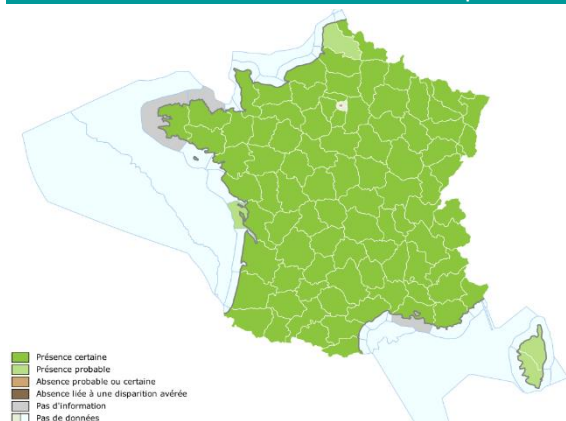 Présence certaine
Présence probable
Absence probable ou certaine
Absence liée à une disparition avérée
Pas d'information
Pas de données